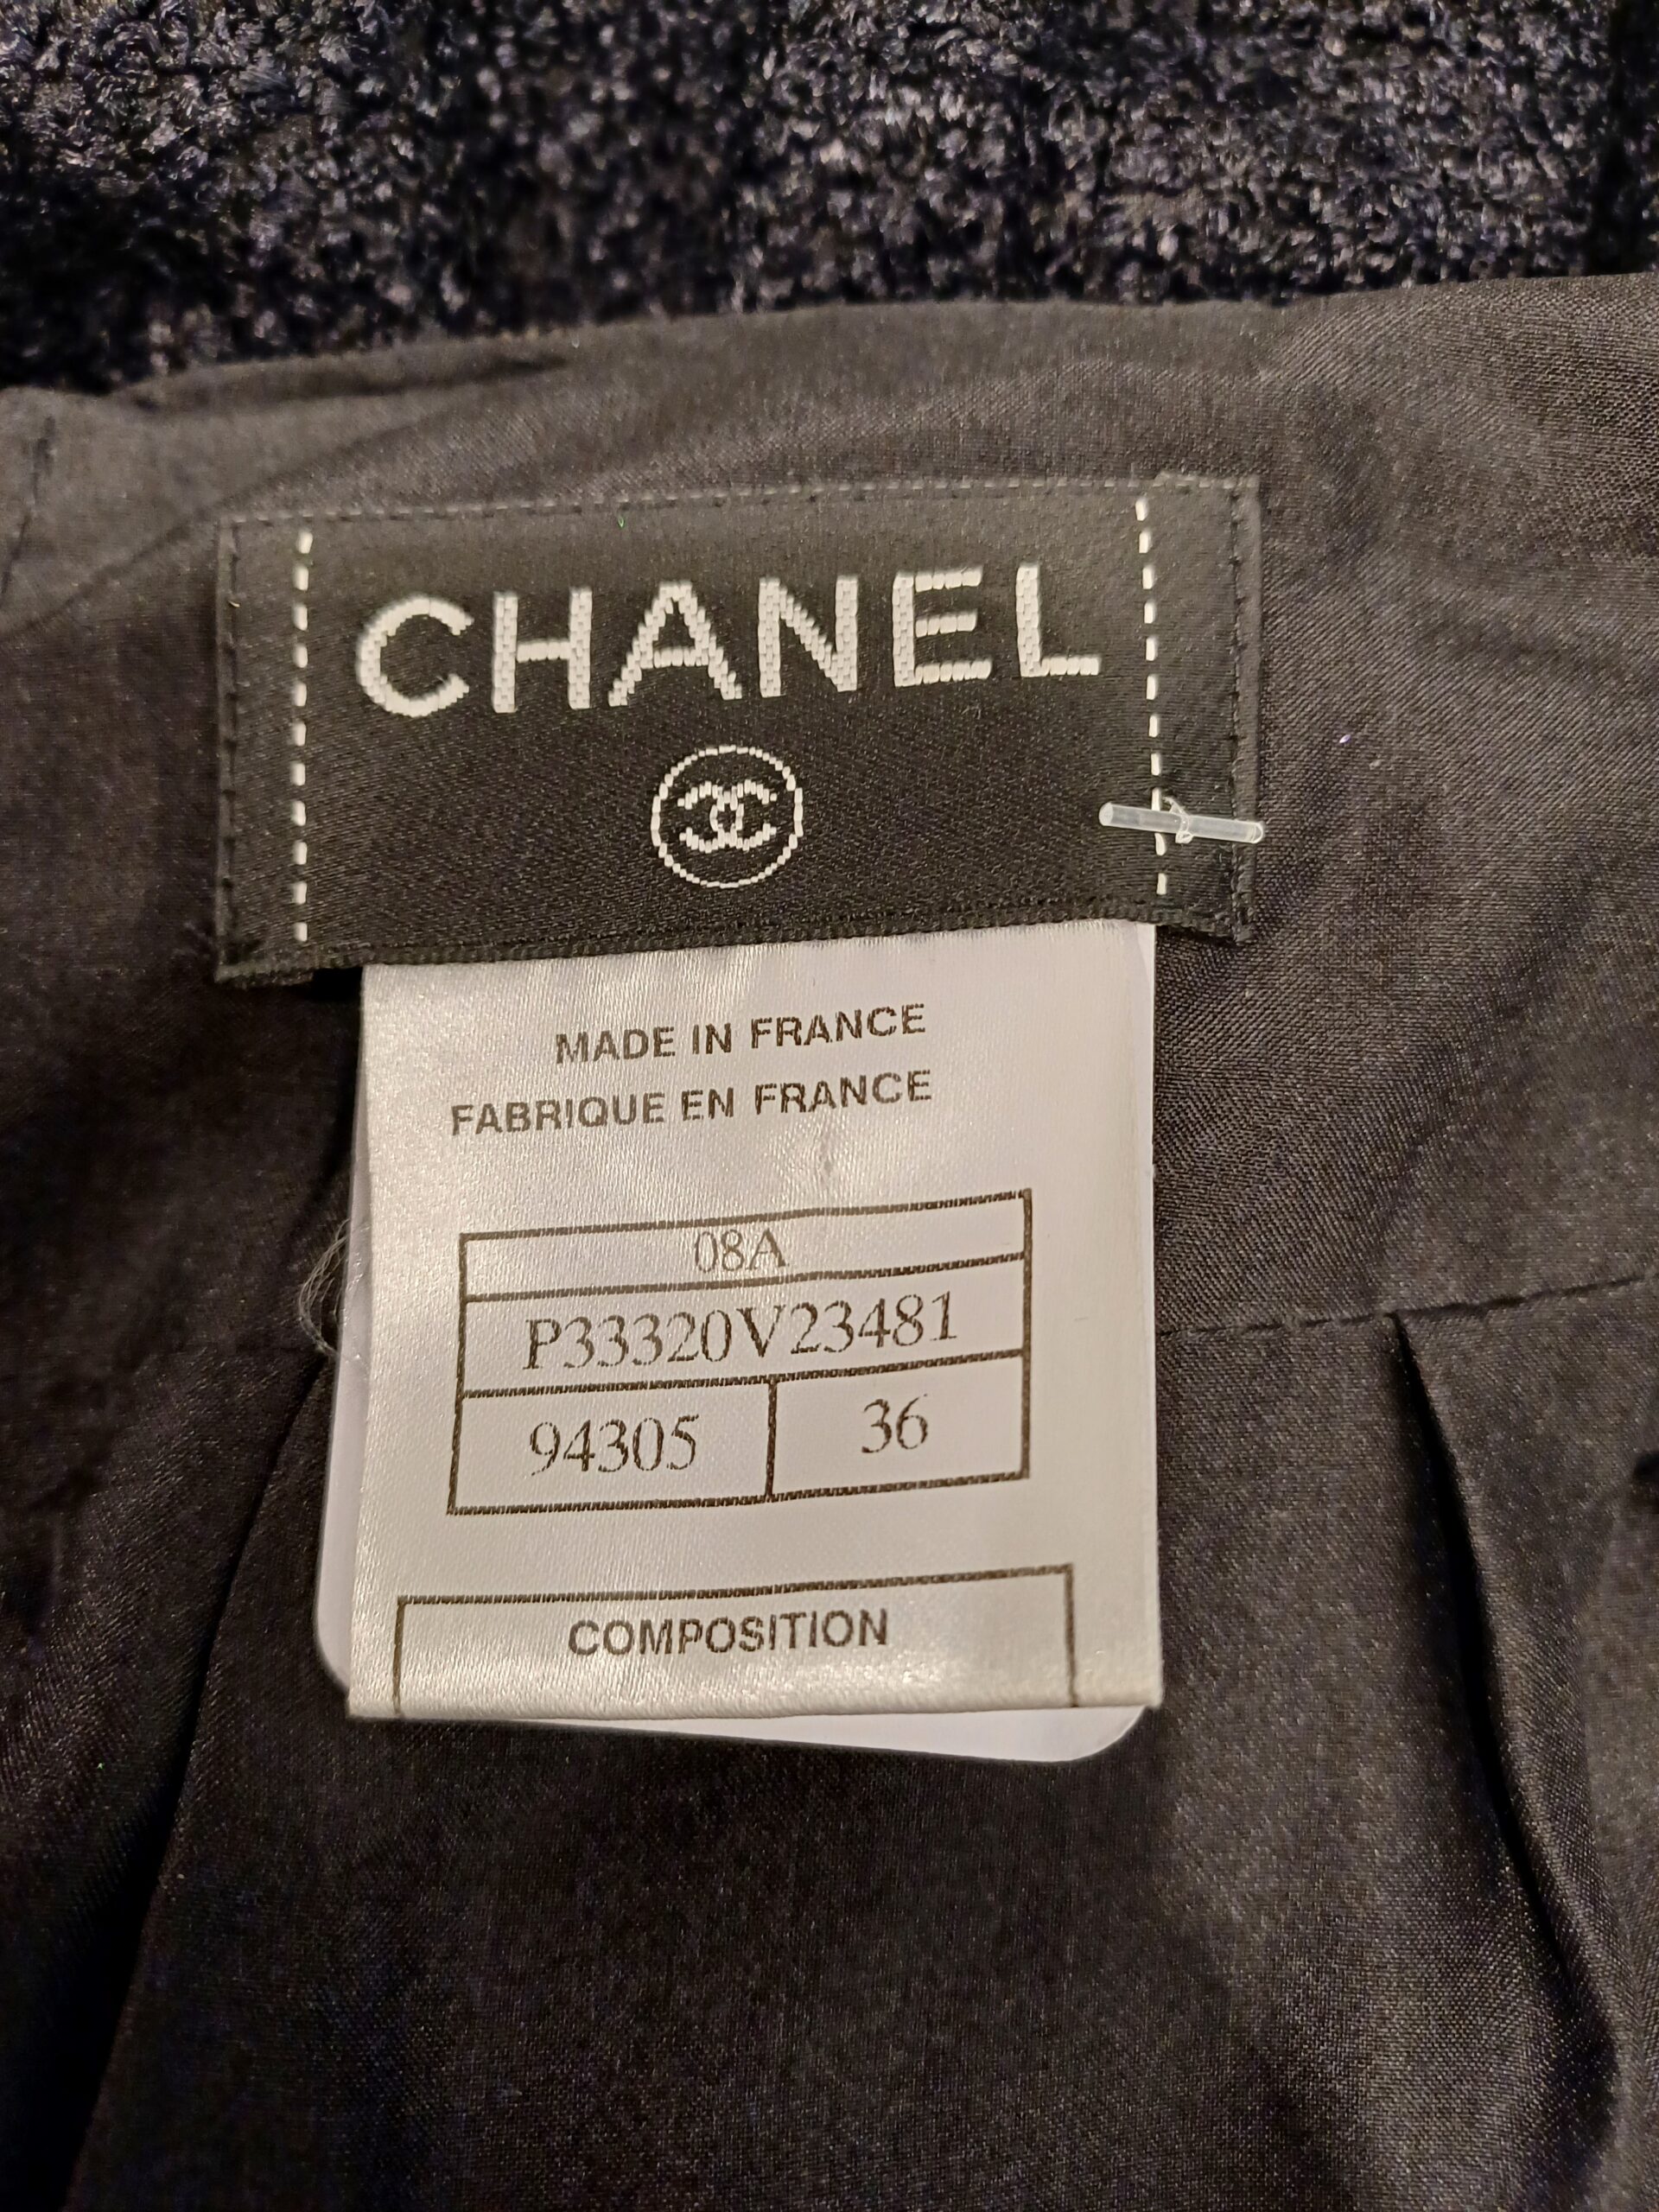 CHANEL
MADE IN FRANCE
FABRIQUE EN FRANCE
08A
P33320V23481
94305 36
COMPOSITION